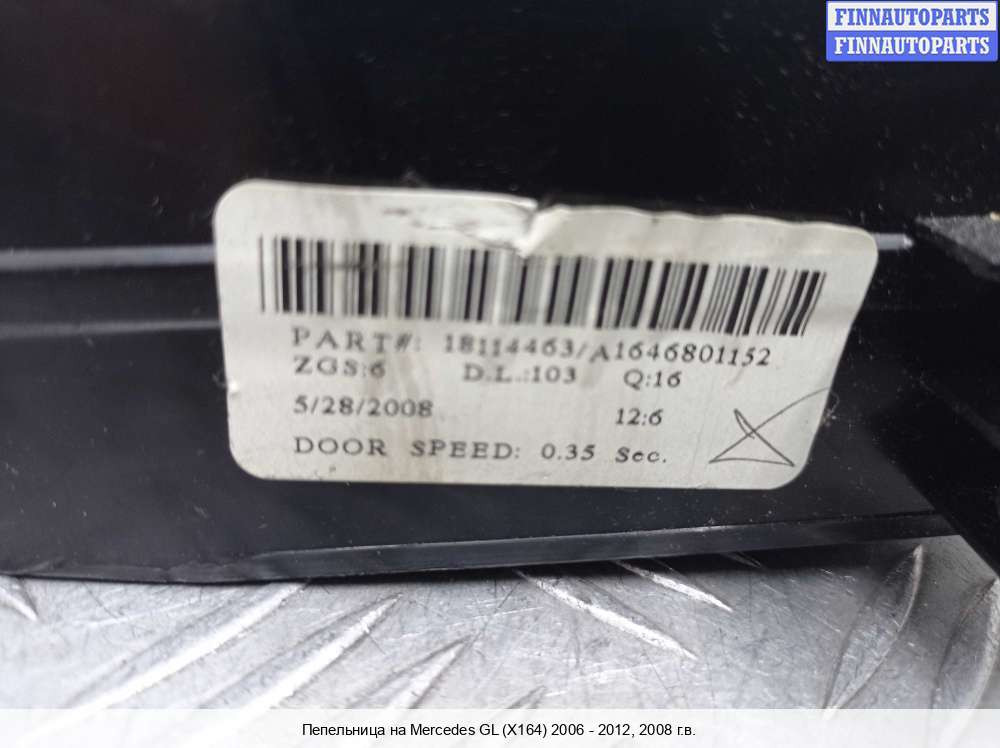 FINNAUTOPARTS
FINNAUTOPARTS
PART#: 18114463/A1646801152
ZGS:6 D.L.:103 Q:16
5/28/2008 12:6
DOOR SPEED: 0.35 Sec.
Пепельница на Mercedes GL (X164) 2006 - 2012, 2008 г.в.